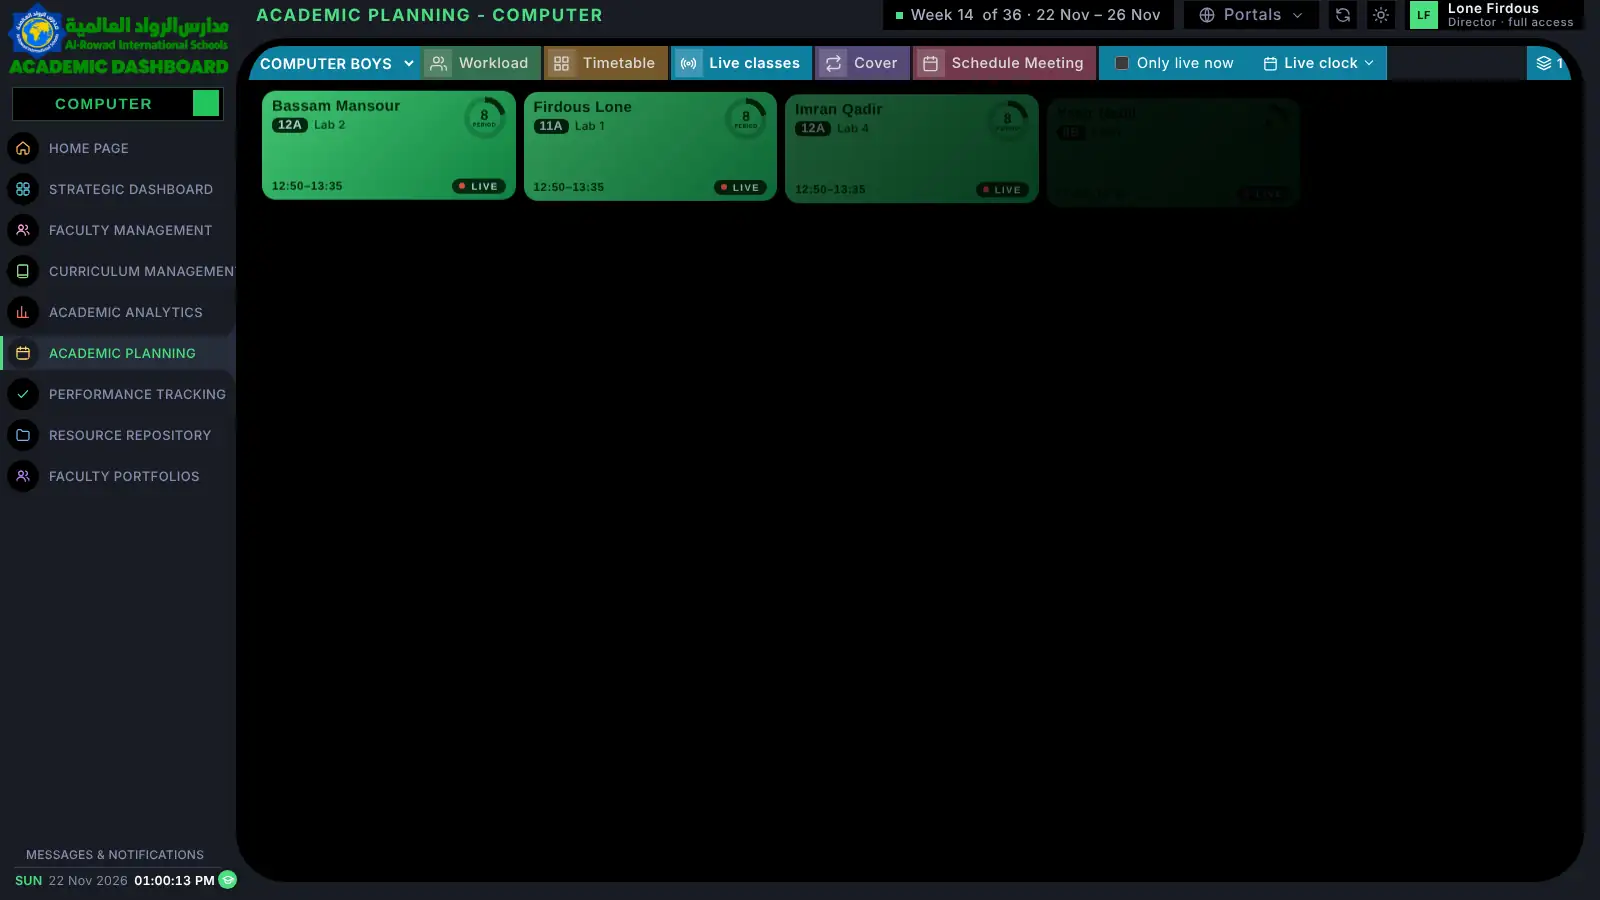 مدارس الرواد العالمية
Al-Rowad International Schools
ACADEMIC DASHBOARD
COMPUTER
HOME PAGE
STRATEGIC DASHBOARD
FACULTY MANAGEMENT
CURRICULUM MANAGEMEN
ACADEMIC ANALYTICS
ACADEMIC PLANNING
PERFORMANCE TRACKING
RESOURCE REPOSITORY
FACULTY PORTFOLIOS
MESSAGES & NOTIFICATIONS
SUN 22 Nov 2026 01:00:13 PM
ACADEMIC PLANNING - COMPUTER
Week 14 of 36 · 22 Nov – 26 Nov
Portals
LF
Lone Firdous
Director · full access
COMPUTER BOYS
Workload
Timetable
Live classes
Cover
Schedule Meeting
Only live now
Live clock
1
Bassam Mansour
12A Lab 2
8
PERIOD
12:50–13:35
LIVE
Firdous Lone
11A Lab 1
8
PERIOD
12:50–13:35
LIVE
Imran Qadir
12A Lab 4
8
PERIOD
12:50–13:35
LIVE
LIVE